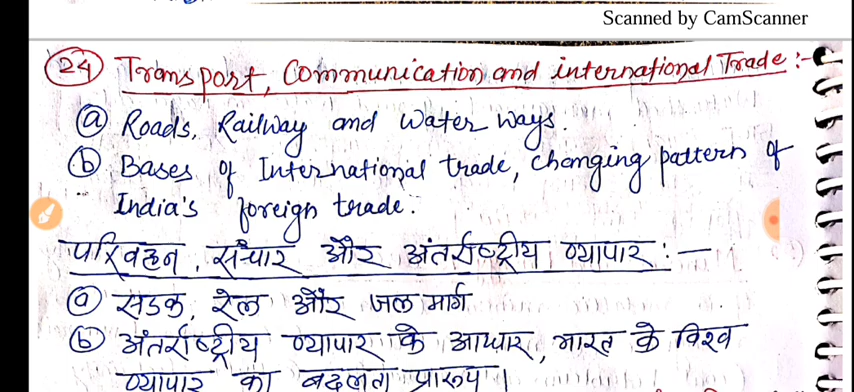 Scanned by CamScanner
24 Transport, Communication and international Trade :-
a Roads, Railway and Water ways.
b Bases of International trade, changing pattern of
India's foreign trade.
परिवहन, संचार और अंतर्राष्ट्रीय व्यापार : —
a सडक, रेल और जल मार्ग
b अंतर्राष्ट्रीय व्यापार के आधार, भारत के विश्व
व्यापार का बदलता प्रारूप।